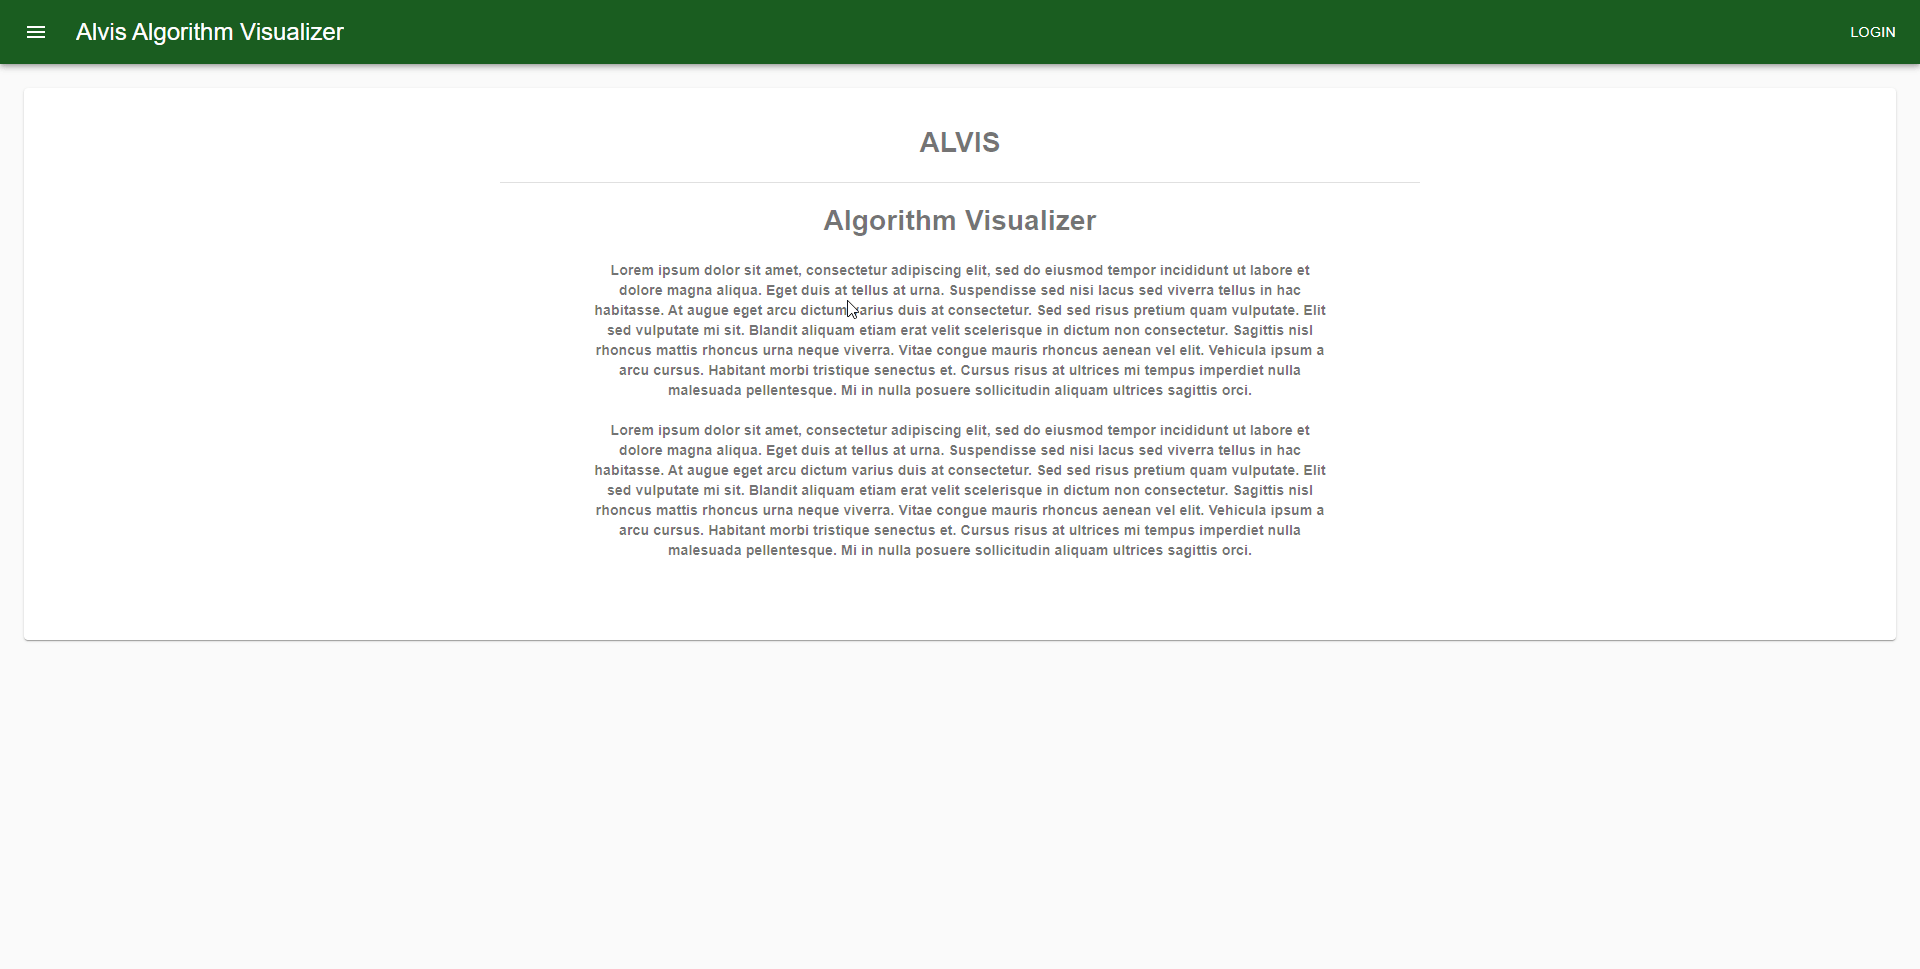 Alvis Algorithm Visualizer
LOGIN
ALVIS
Algorithm Visualizer
Lorem ipsum dolor sit amet, consectetur adipiscing elit, sed do eiusmod tempor incididunt ut labore et
dolore magna aliqua. Eget duis at tellus at urna. Suspendisse sed nisi lacus sed viverra tellus in hac
habitasse. At augue eget arcu dictum varius duis at consectetur. Sed sed risus pretium quam vulputate. Elit
sed vulputate mi sit. Blandit aliquam etiam erat velit scelerisque in dictum non consectetur. Sagittis nisl
rhoncus mattis rhoncus urna neque viverra. Vitae congue mauris rhoncus aenean vel elit. Vehicula ipsum a
arcu cursus. Habitant morbi tristique senectus et. Cursus risus at ultrices mi tempus imperdiet nulla
malesuada pellentesque. Mi in nulla posuere sollicitudin aliquam ultrices sagittis orci.
Lorem ipsum dolor sit amet, consectetur adipiscing elit, sed do eiusmod tempor incididunt ut labore et
dolore magna aliqua. Eget duis at tellus at urna. Suspendisse sed nisi lacus sed viverra tellus in hac
habitasse. At augue eget arcu dictum varius duis at consectetur. Sed sed risus pretium quam vulputate. Elit
sed vulputate mi sit. Blandit aliquam etiam erat velit scelerisque in dictum non consectetur. Sagittis nisl
rhoncus mattis rhoncus urna neque viverra. Vitae congue mauris rhoncus aenean vel elit. Vehicula ipsum a
arcu cursus. Habitant morbi tristique senectus et. Cursus risus at ultrices mi tempus imperdiet nulla
malesuada pellentesque. Mi in nulla posuere sollicitudin aliquam ultrices sagittis orci.